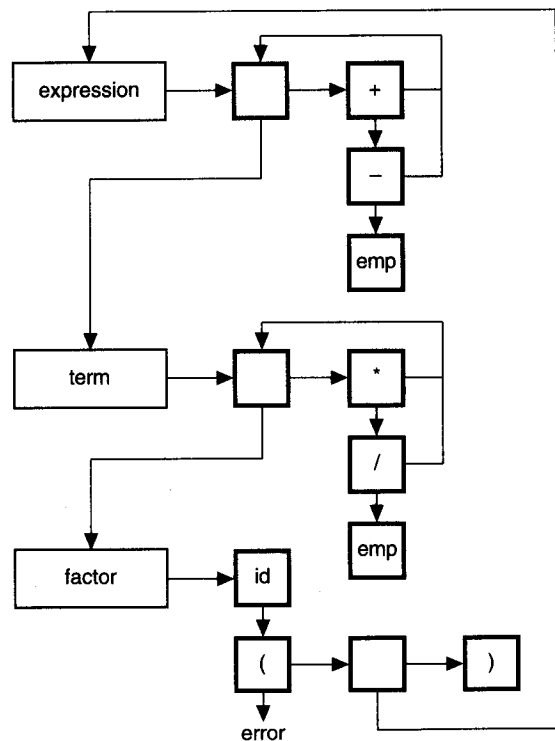 expression
+
–
emp
term
*
/
emp
factor
id
(
)
error